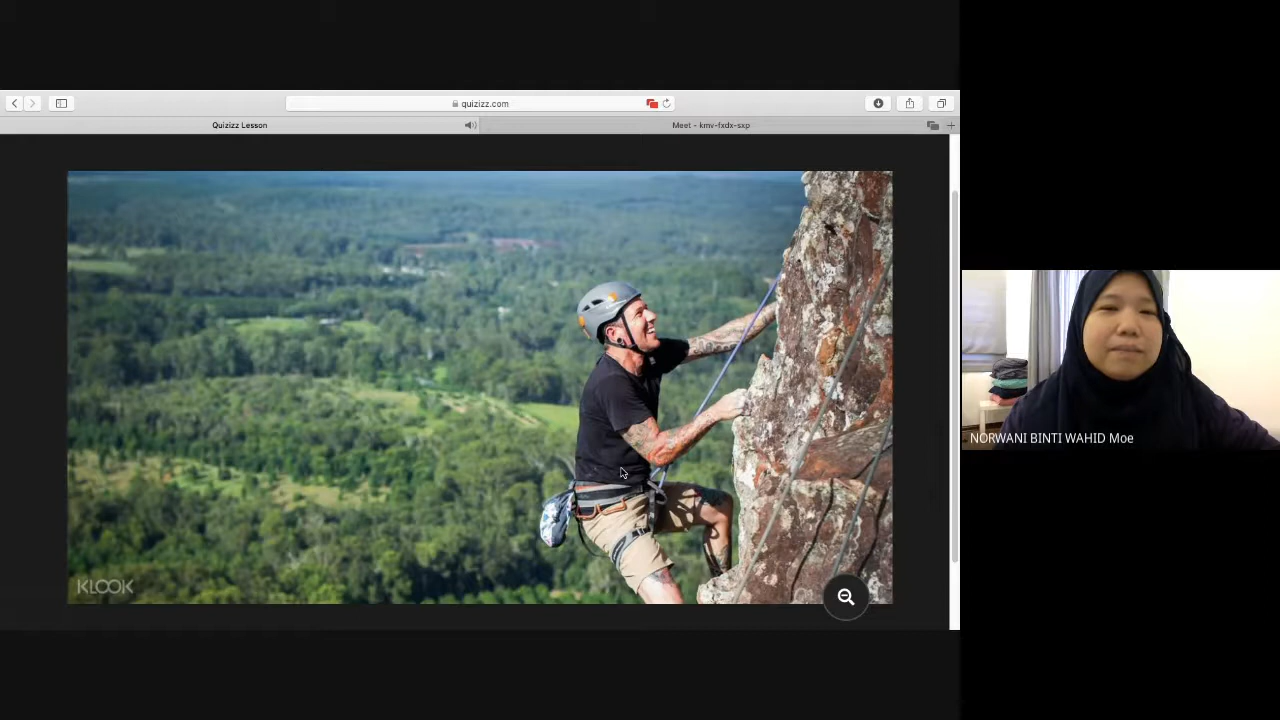 quizizz.com
Quizizz Lesson
Meet - kmv-fxdx-sxp
KLOOK
NORWANI BINTI WAHID Moe